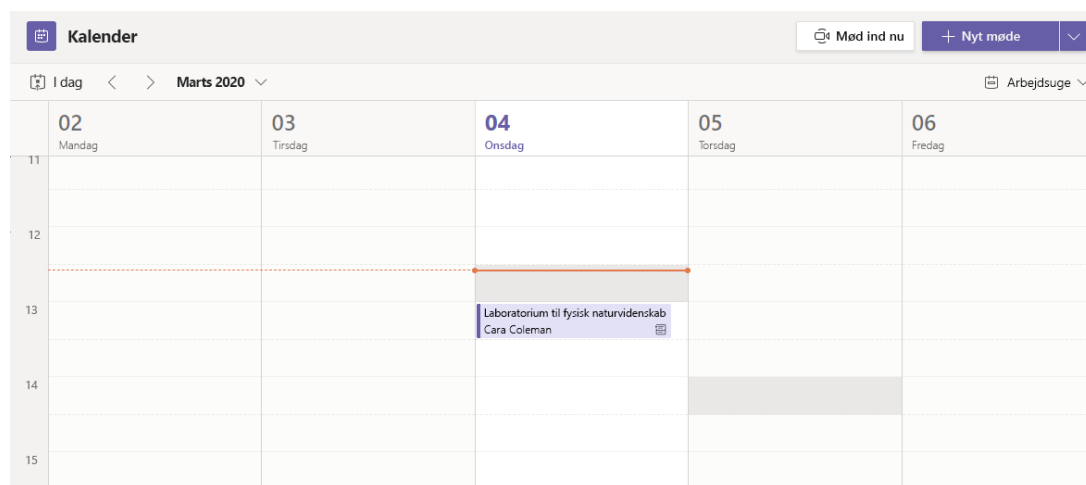 Kalender
Mød ind nu
Nyt møde
I dag
Marts 2020
Arbejdsuge
02
Mandag
03
Tirsdag
04
Onsdag
05
Torsdag
06
Fredag
11
12
13
Laboratorium til fysisk naturvidenskab
Cara Coleman
14
15